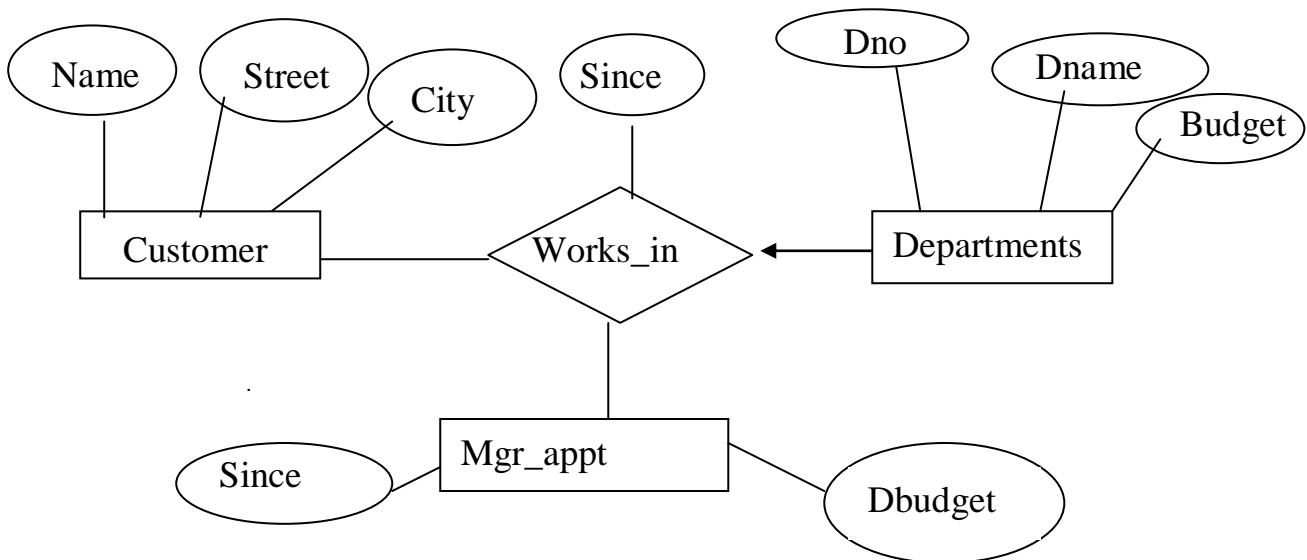 Name
Street
City
Since
Dno
Dname
Budget
Customer
Works_in
Departments
Since
Mgr_appt
Dbudget